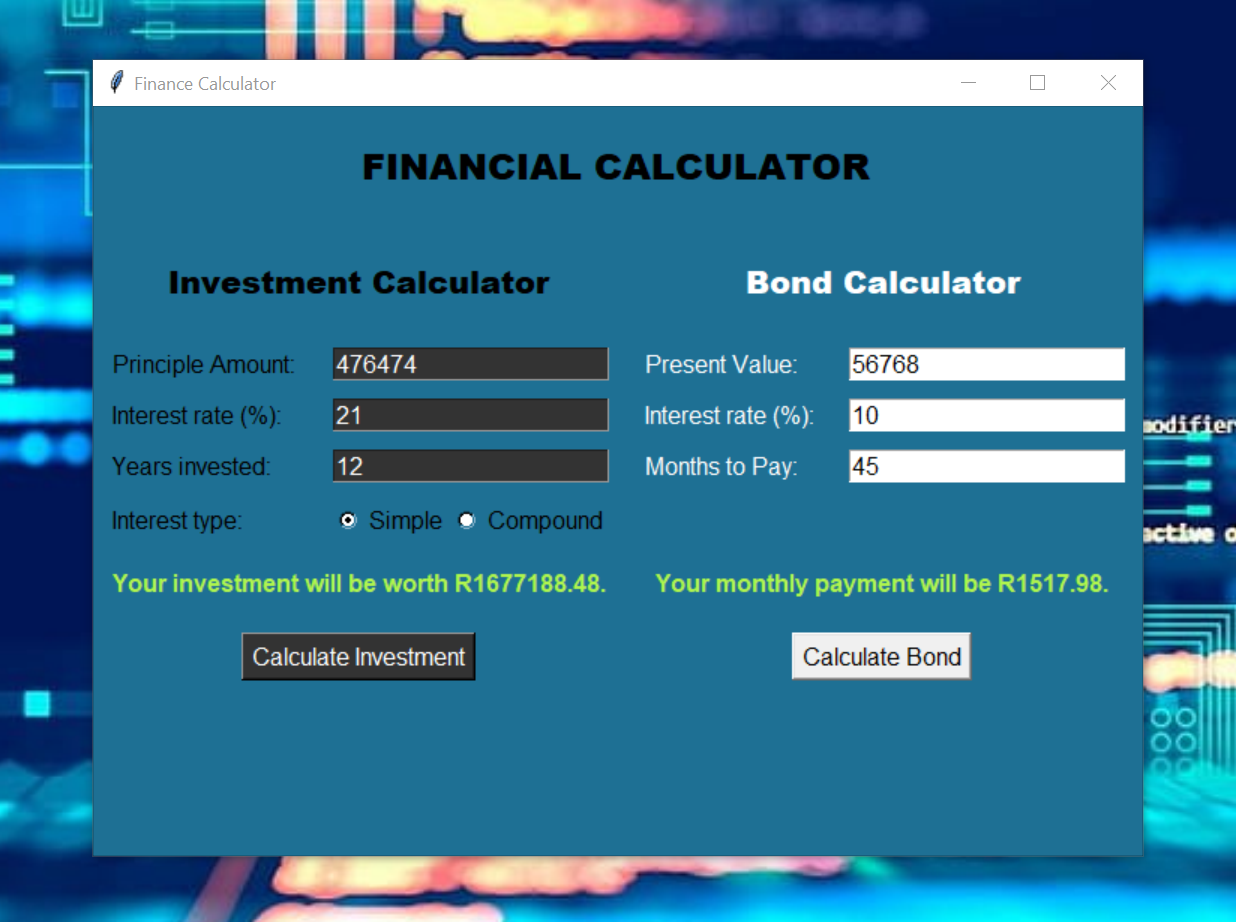 Finance Calculator
FINANCIAL CALCULATOR
Investment Calculator
Principle Amount: 476474
Interest rate (%): 21
Years invested: 12
Interest type: Simple Compound
Your investment will be worth R1677188.48.
Calculate Investment
Bond Calculator
Present Value: 56768
Interest rate (%): 10
Months to Pay: 45
Your monthly payment will be R1517.98.
Calculate Bond
modifier
active